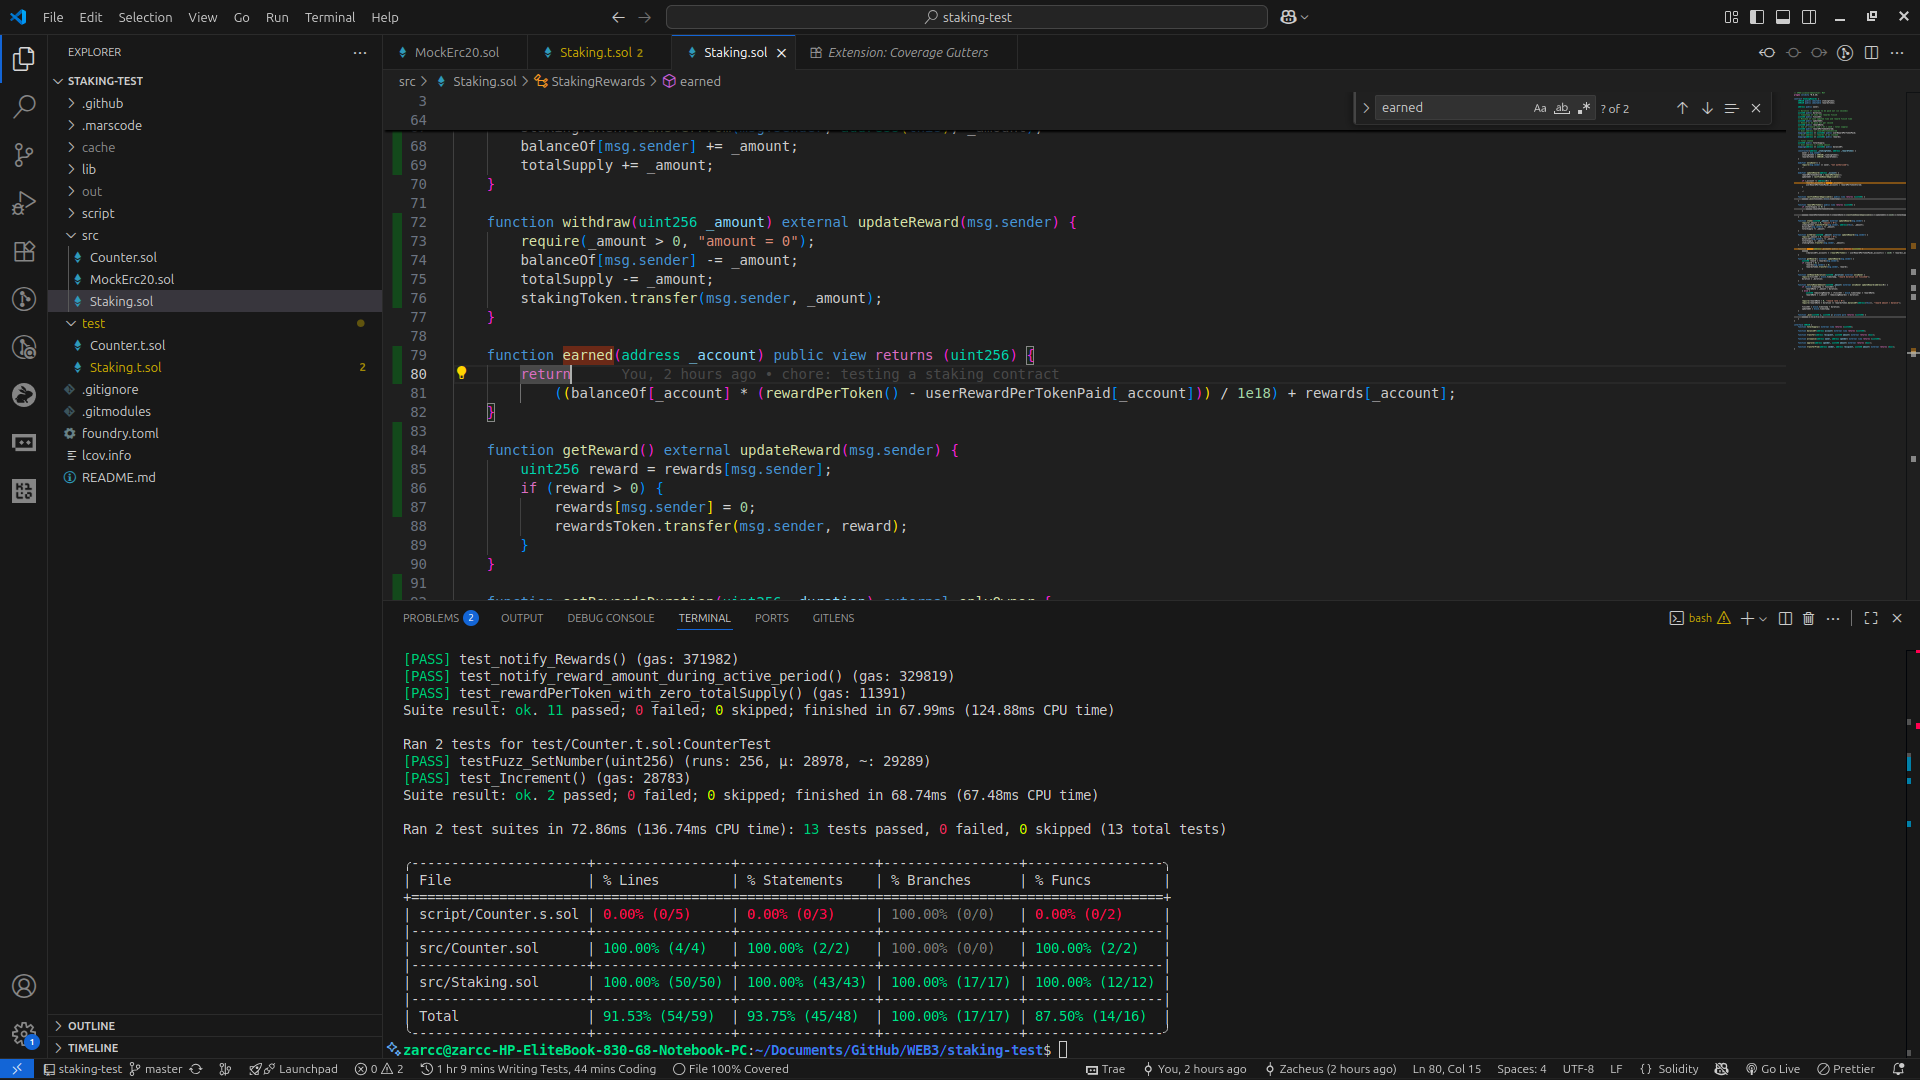 File Edit Selection View Go Run Terminal Help
staking-test
EXPLORER
MockErc20.sol
Staking.t.sol 2
Staking.sol
Extension: Coverage Gutters
STAKING-TEST
src > Staking.sol > StakingRewards > earned
.github
.marscode
cache
lib
out
script
src
Counter.sol
MockErc20.sol
Staking.sol
test
Counter.t.sol
Staking.t.sol 2
.gitignore
.gitmodules
foundry.toml
lcov.info
README.md
OUTLINE
TIMELINE
earned
Aa ab .*
? of 2
3
64
68 balanceOf[msg.sender] += _amount;
69 totalSupply += _amount;
70 }
71
72 function withdraw(uint256 _amount) external updateReward(msg.sender) {
73 require(_amount > 0, "amount = 0");
74 balanceOf[msg.sender] -= _amount;
75 totalSupply -= _amount;
76 stakingToken.transfer(msg.sender, _amount);
77 }
78
79 function earned(address _account) public view returns (uint256) {
80 return You, 2 hours ago • chore: testing a staking contract
81 ((balanceOf[_account] * (rewardPerToken() - userRewardPerTokenPaid[_account])) / 1e18) + rewards[_account];
82 }
83
84 function getReward() external updateReward(msg.sender) {
85 uint256 reward = rewards[msg.sender];
86 if (reward > 0) {
87 rewards[msg.sender] = 0;
88 rewardsToken.transfer(msg.sender, reward);
89 }
90 }
91
PROBLEMS 2 OUTPUT DEBUG CONSOLE TERMINAL PORTS GITLENS
bash
[PASS] test_notify_Rewards() (gas: 371982)
[PASS] test_notify_reward_amount_during_active_period() (gas: 329819)
[PASS] test_rewardPerToken_with_zero_totalSupply() (gas: 11391)
Suite result: ok. 11 passed; 0 failed; 0 skipped; finished in 67.99ms (124.88ms CPU time)
Ran 2 tests for test/Counter.t.sol:CounterTest
[PASS] testFuzz_SetNumber(uint256) (runs: 256, μ: 28978, ~: 29289)
[PASS] test_Increment() (gas: 28783)
Suite result: ok. 2 passed; 0 failed; 0 skipped; finished in 68.74ms (67.48ms CPU time)
Ran 2 test suites in 72.86ms (136.74ms CPU time): 13 tests passed, 0 failed, 0 skipped (13 total tests)
| File | % Lines | % Statements | % Branches | % Funcs |
| script/Counter.s.sol | 0.00% (0/5) | 0.00% (0/3) | 100.00% (0/0) | 0.00% (0/2) |
| src/Counter.sol | 100.00% (4/4) | 100.00% (2/2) | 100.00% (0/0) | 100.00% (2/2) |
| src/Staking.sol | 100.00% (50/50) | 100.00% (43/43) | 100.00% (17/17) | 100.00% (12/12) |
| Total | 91.53% (54/59) | 93.75% (45/48) | 100.00% (17/17) | 87.50% (14/16) |
zarcc@zarcc-HP-EliteBook-830-G8-Notebook-PC:~/Documents/GitHub/WEB3/staking-test$
1
staking-test master Launchpad 0 2 1 hr 9 mins Writing Tests, 44 mins Coding File 100% Covered Trae You, 2 hours ago Zacheus (2 hours ago) Ln 80, Col 15 Spaces: 4 UTF-8 LF {} Solidity Go Live Prettier